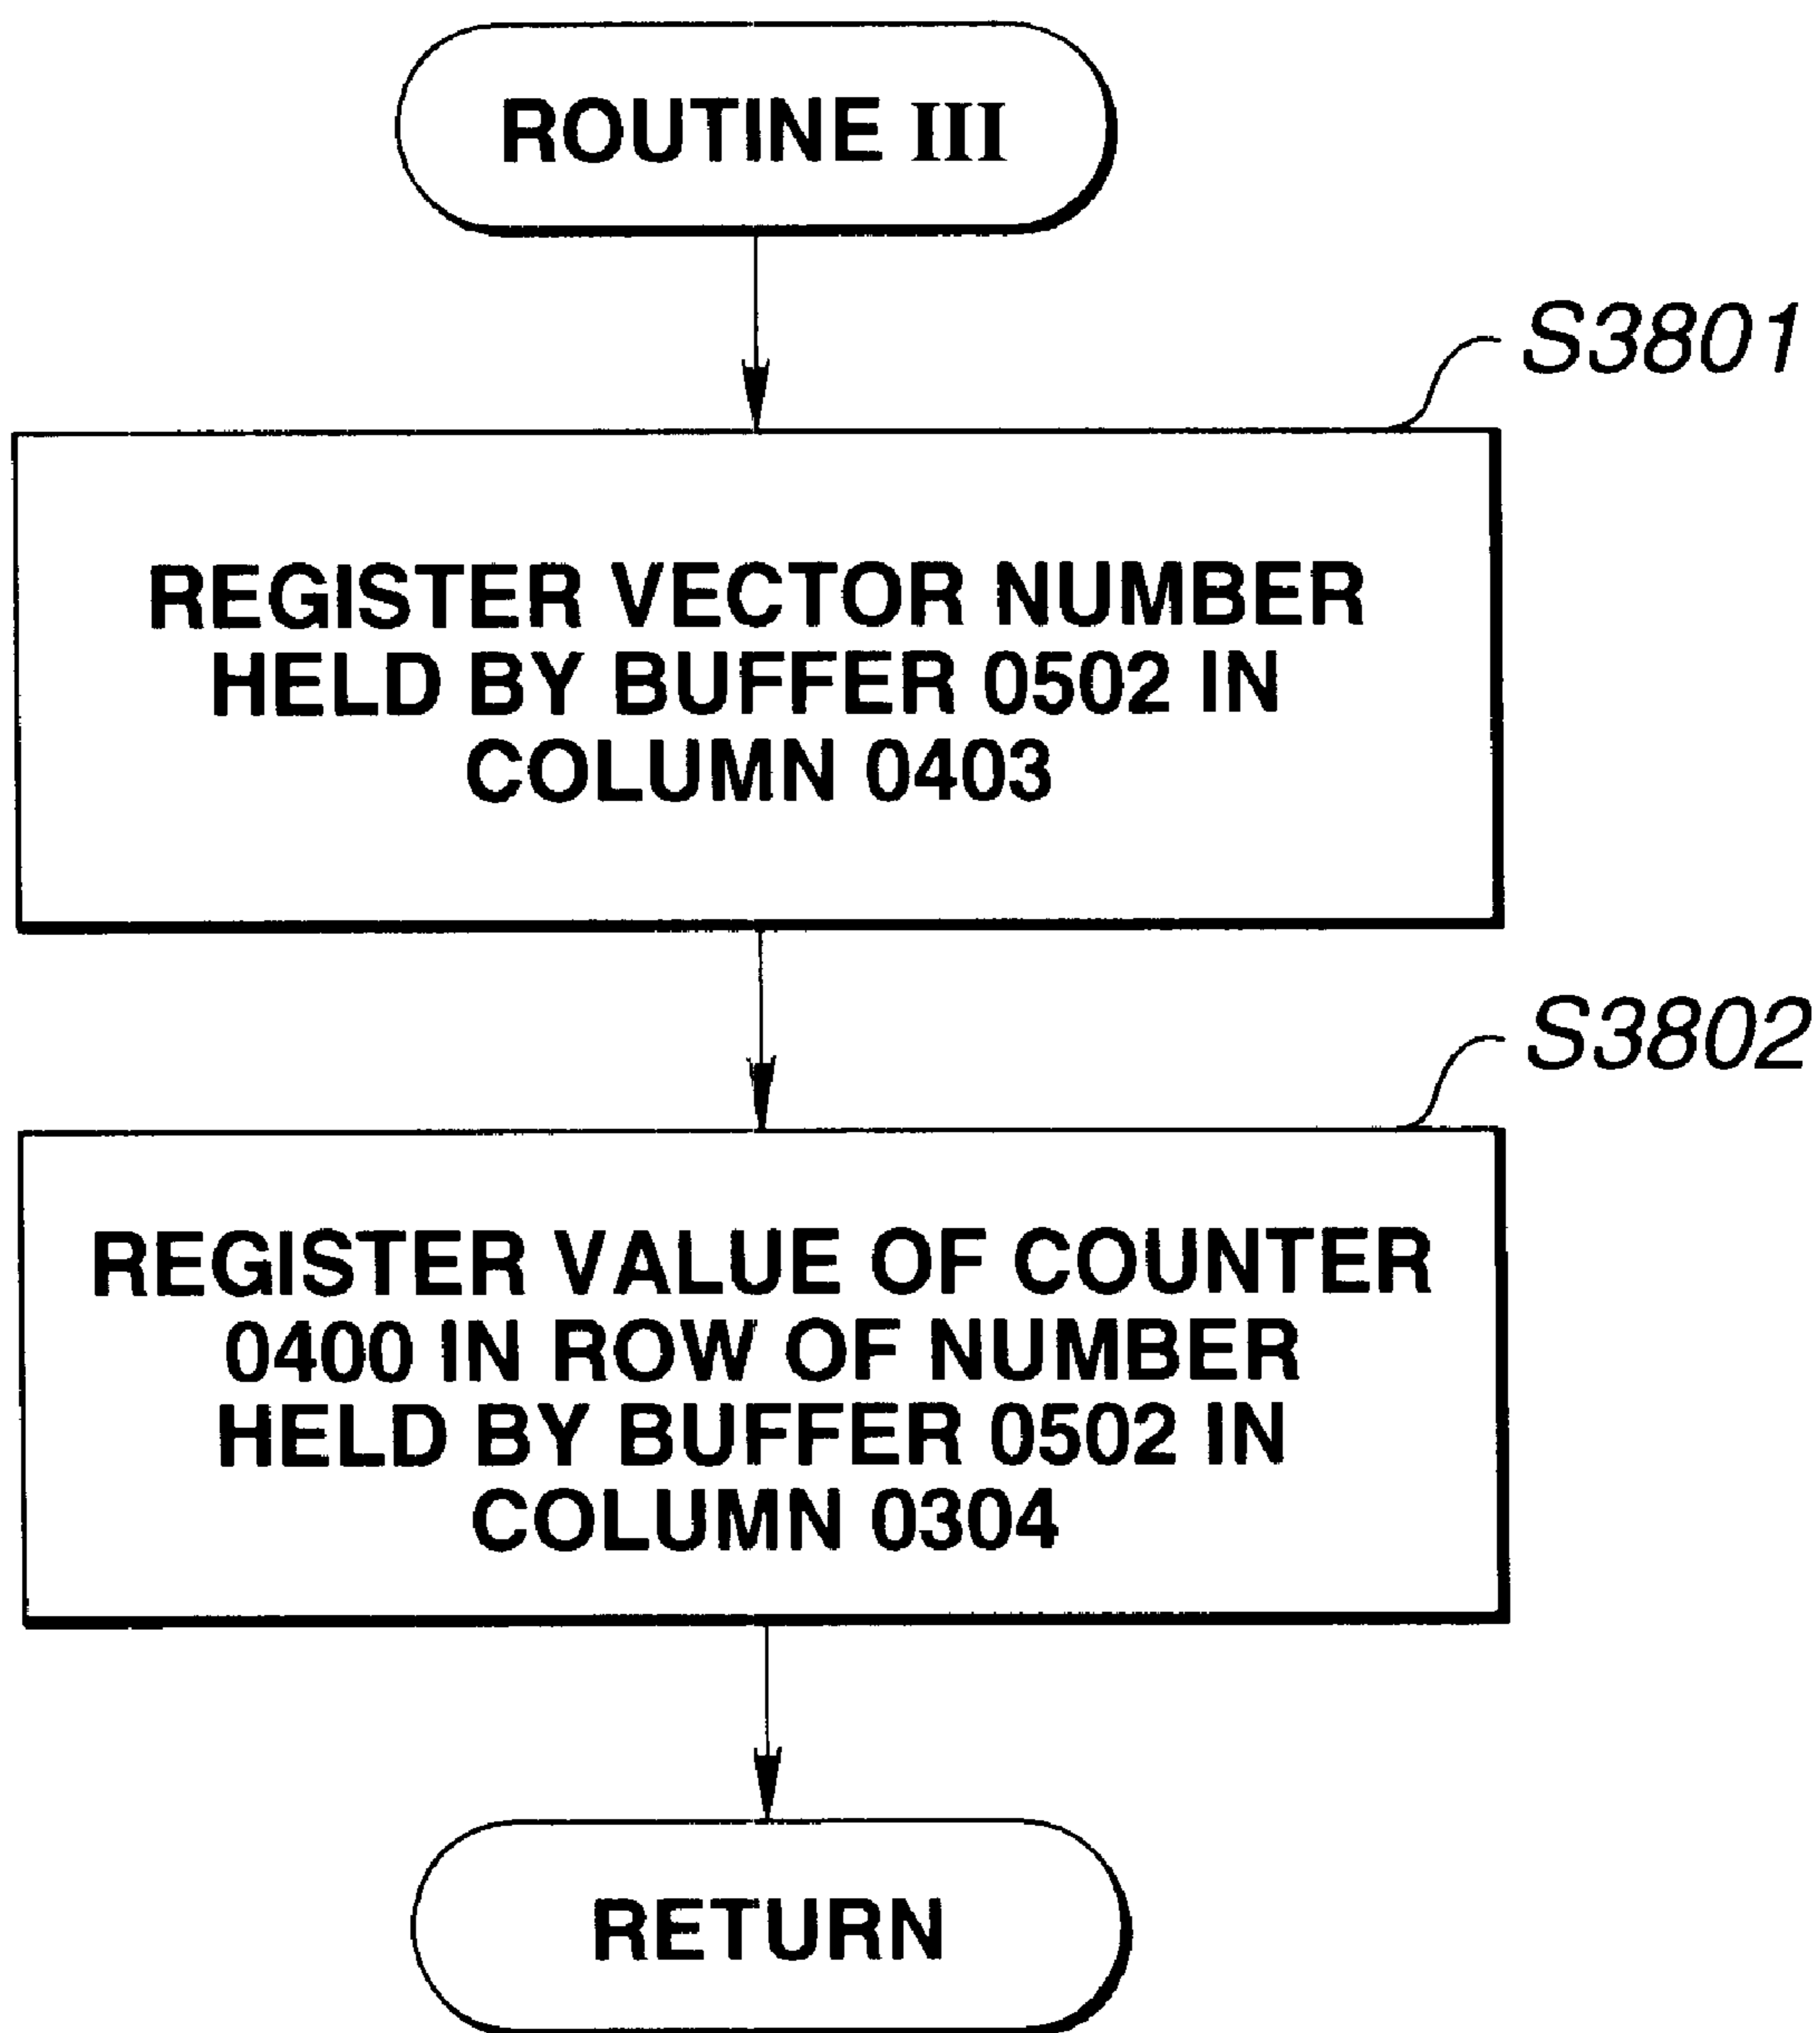 ROUTINE III
S3801
REGISTER VECTOR NUMBER
HELD BY BUFFER 0502 IN
COLUMN 0403
S3802
REGISTER VALUE OF COUNTER
0400 IN ROW OF NUMBER
HELD BY BUFFER 0502 IN
COLUMN 0304
RETURN